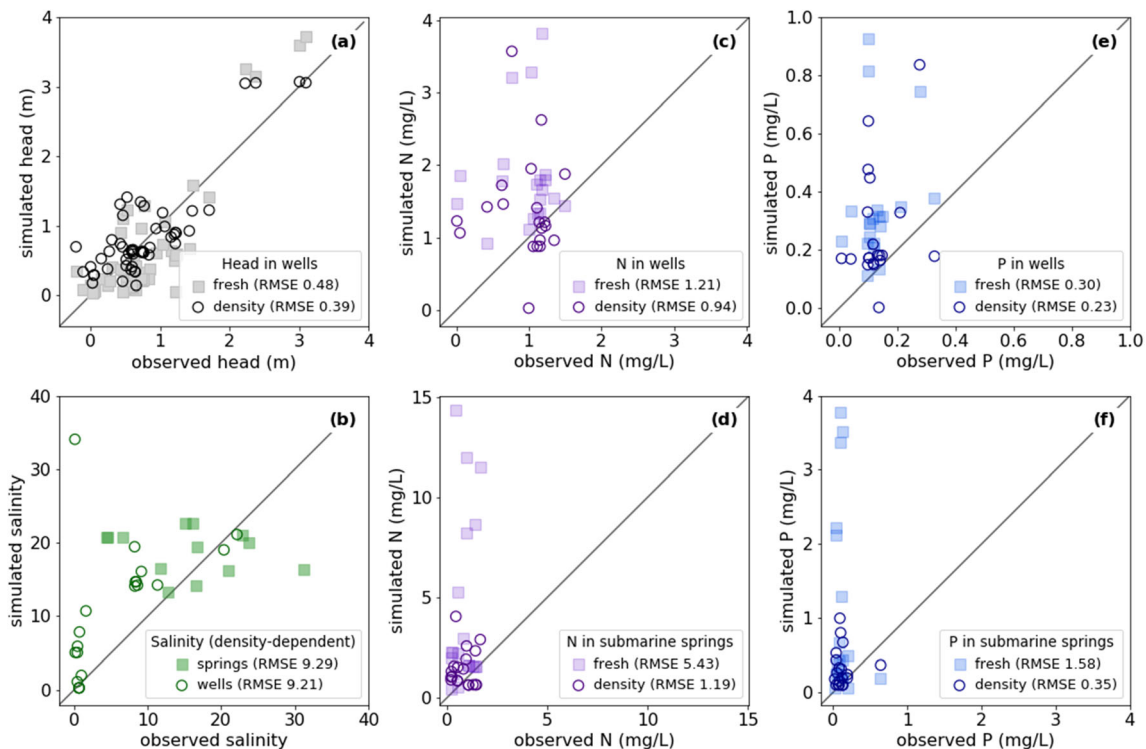 (a)
simulated head (m)
4
3
2
1
0
Head in wells
fresh (RMSE 0.48)
density (RMSE 0.39)
0 1 2 3 4
observed head (m)
(c)
simulated N (mg/L)
4
3
2
1
0
N in wells
fresh (RMSE 1.21)
density (RMSE 0.94)
0 1 2 3 4
observed N (mg/L)
(e)
simulated P (mg/L)
1.0
0.8
0.6
0.4
0.2
0.0
P in wells
fresh (RMSE 0.30)
density (RMSE 0.23)
0.0 0.2 0.4 0.6 0.8 1.0
observed P (mg/L)
(b)
simulated salinity
40
30
20
10
0
Salinity (density-dependent)
springs (RMSE 9.29)
wells (RMSE 9.21)
0 10 20 30 40
observed salinity
(d)
simulated N (mg/L)
15
10
5
0
N in submarine springs
fresh (RMSE 5.43)
density (RMSE 1.19)
0 5 10 15
observed N (mg/L)
(f)
simulated P (mg/L)
4
3
2
1
0
P in submarine springs
fresh (RMSE 1.58)
density (RMSE 0.35)
0 1 2 3 4
observed P (mg/L)